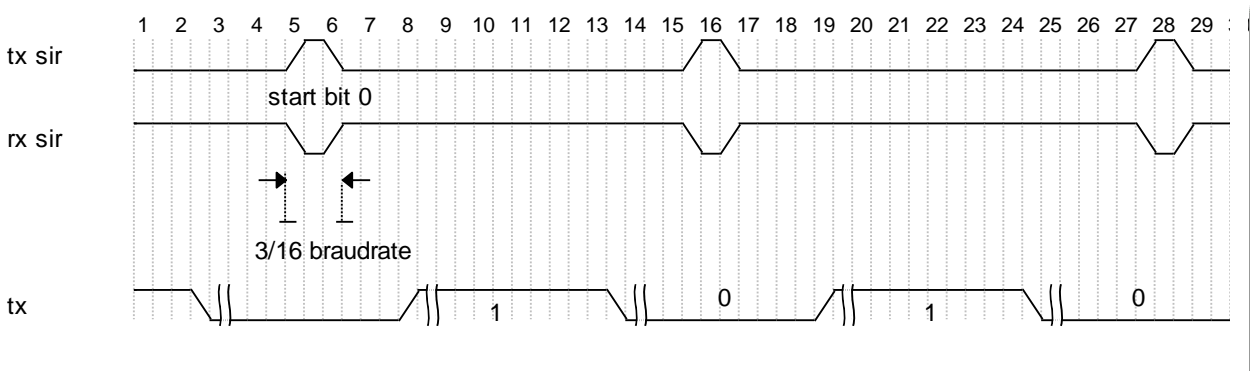 1 2 3 4 5 6 7 8 9 10 11 12 13 14 15 16 17 18 19 20 21 22 23 24 25 26 27 28 29
tx sir
start bit 0
rx sir
3/16 braudrate
tx
1 0 1 0